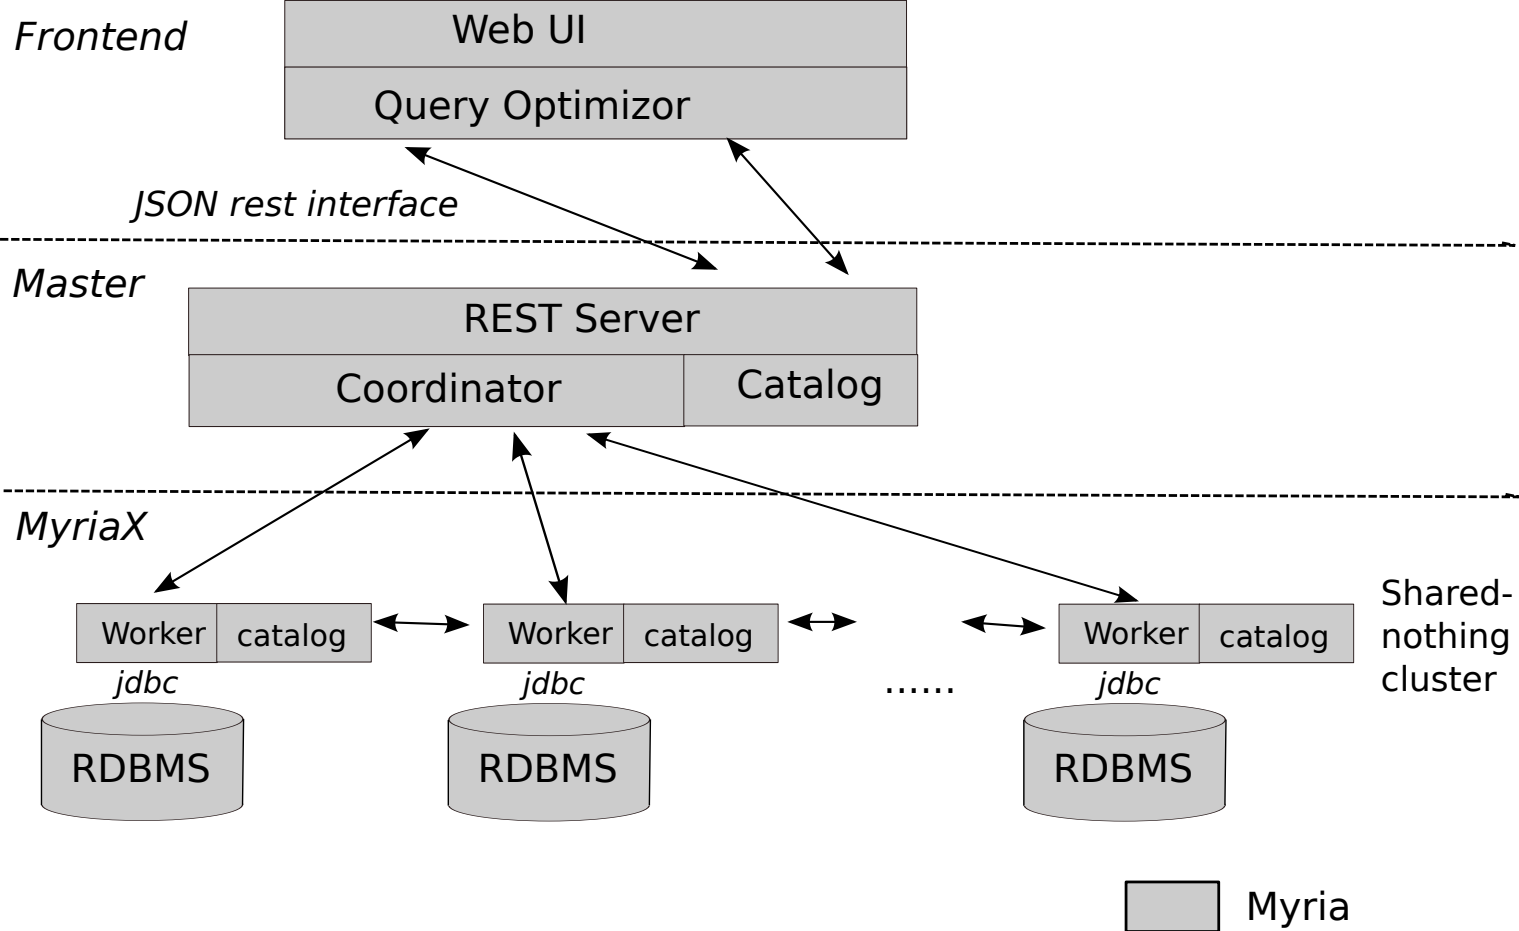 Frontend
Web UI
Query Optimizor
JSON rest interface
Master
REST Server
Coordinator
Catalog
MyriaX
Worker
catalog
Worker
catalog
Worker
catalog
Shared-
nothing
cluster
jdbc
jdbc
......
jdbc
RDBMS
RDBMS
RDBMS
Myria